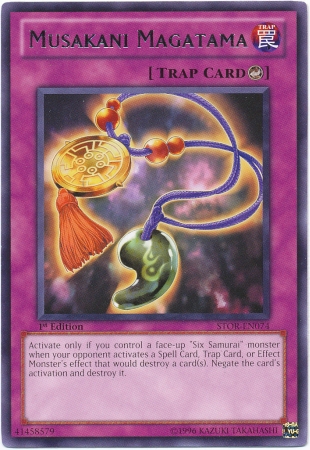 MUSAKANI MAGATAMA
TRAP
罠
[TRAP CARD]
1st Edition
STOR-EN074
Activate only if you control a face-up "Six Samurai" monster
when your opponent activates a Spell Card, Trap Card, or Effect
Monster's effect that would destroy a card(s). Negate the card's
activation and destroy it.
41458579
©1996 KAZUKI TAKAHASHI